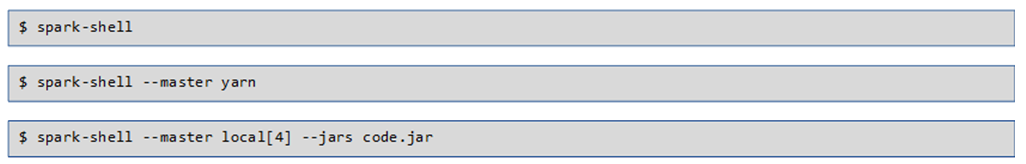 $ spark-shell
$ spark-shell --master yarn
$ spark-shell --master local[4] --jars code.jar